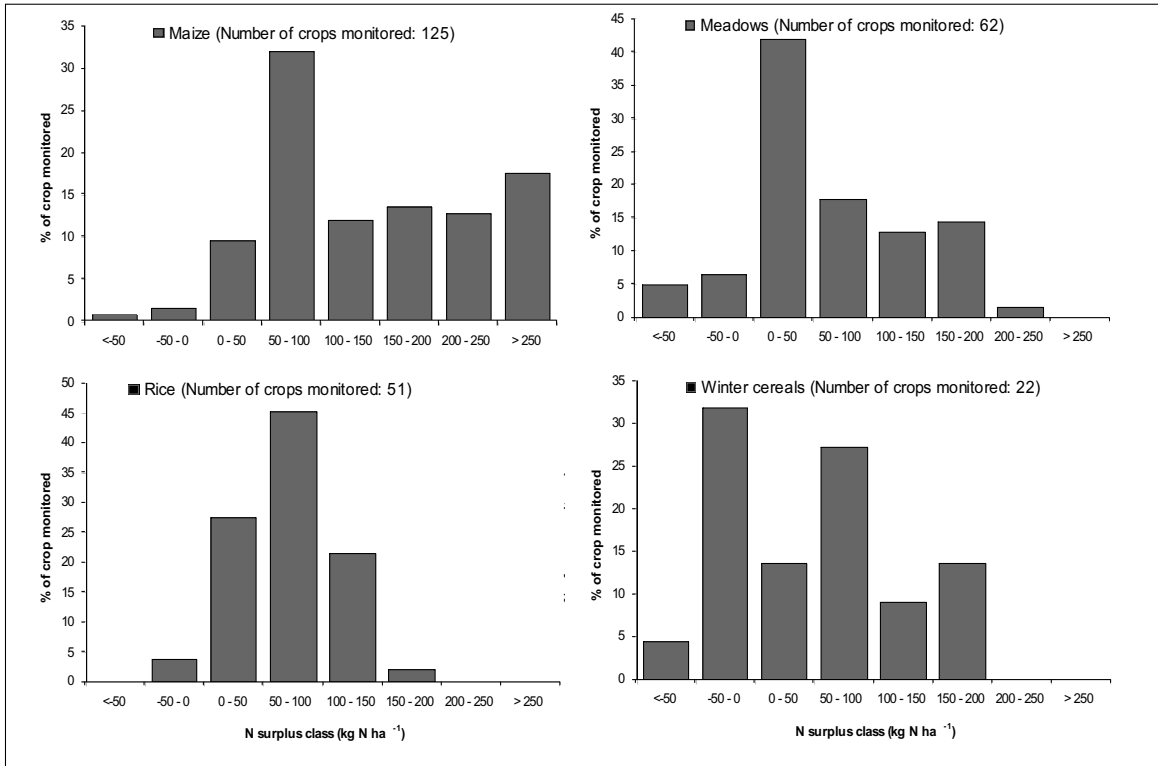 Maize (Number of crops monitored: 125)
% of crop monitored
35
30
25
20
15
10
5
0
<-50 -50 - 0 0 - 50 50 - 100 100 - 150 150 - 200 200 - 250 > 250
Meadows (Number of crops monitored: 62)
% of crop monitored
45
40
35
30
25
20
15
10
5
0
<-50 -50 - 0 0 - 50 50 - 100 100 - 150 150 - 200 200 - 250 > 250
Rice (Number of crops monitored: 51)
% of crop monitored
50
45
40
35
30
25
20
15
10
5
0
<-50 -50 - 0 0 - 50 50 - 100 100 - 150 150 - 200 200 - 250 > 250
N surplus class (kg N ha -1)
Winter cereals (Number of crops monitored: 22)
% of crop monitored
35
30
25
20
15
10
5
0
<-50 -50 - 0 0 - 50 50 - 100 100 - 150 150 - 200 200 - 250 > 250
N surplus class (kg N ha -1)